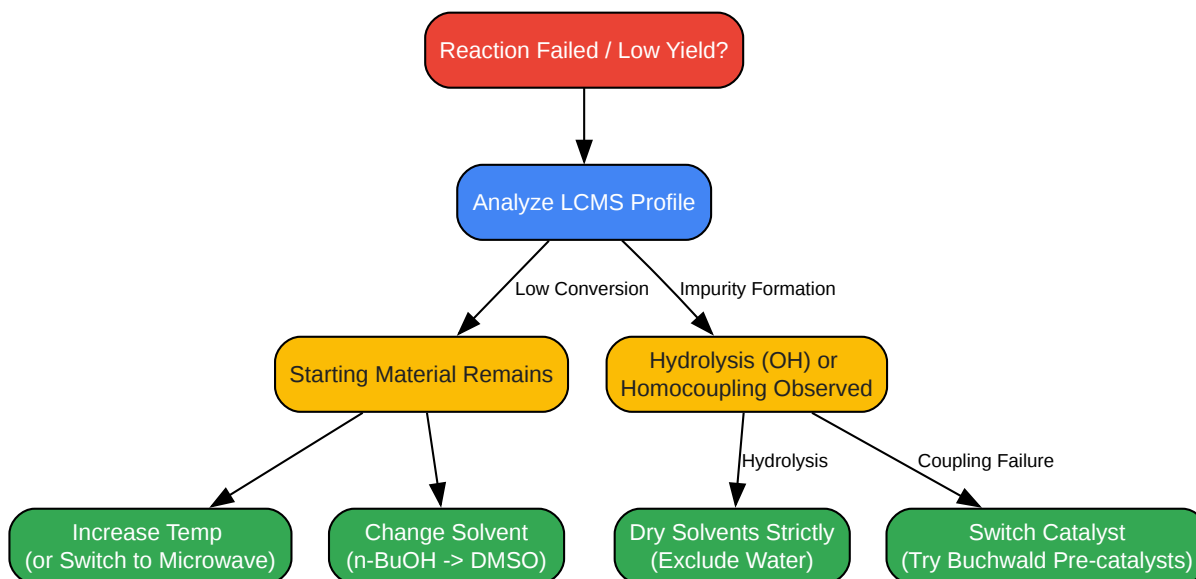 Reaction Failed / Low Yield?
Analyze LCMS Profile
Low Conversion
Impurity Formation
Starting Material Remains
Hydrolysis (OH) or
Homocoupling Observed
Hydrolysis
Coupling Failure
Increase Temp
(or Switch to Microwave)
Change Solvent
(n-BuOH -> DMSO)
Dry Solvents Strictly
(Exclude Water)
Switch Catalyst
(Try Buchwald Pre-catalysts)